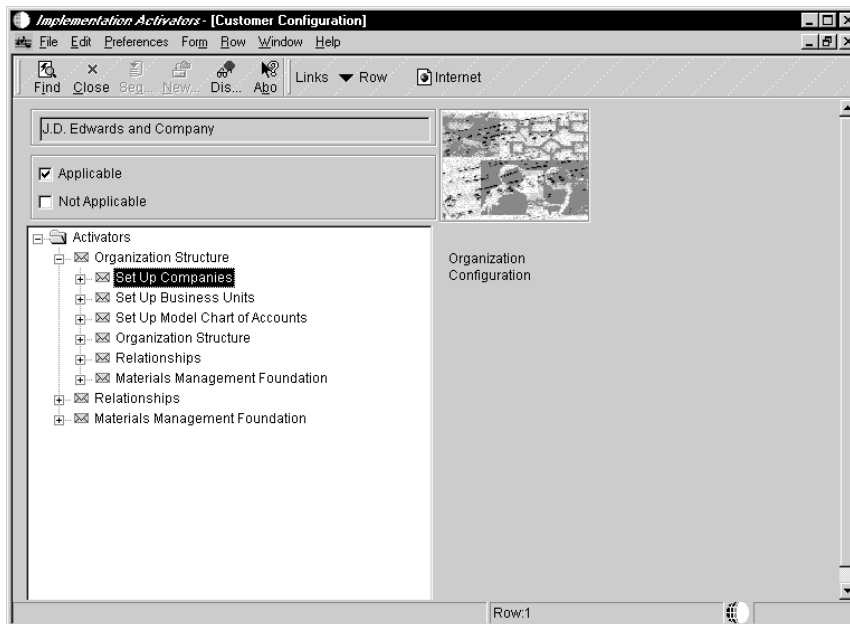 Implementation Activators - [Customer Configuration]
File Edit Preferences Form Row Window Help
Find Close Seq... New... Dis... Abo Links Row Internet
J.D. Edwards and Company
Applicable
Not Applicable
Activators
Organization Structure
Set Up Companies
Set Up Business Units
Set Up Model Chart of Accounts
Organization Structure
Relationships
Materials Management Foundation
Relationships
Materials Management Foundation
Organization
Configuration
Row:1